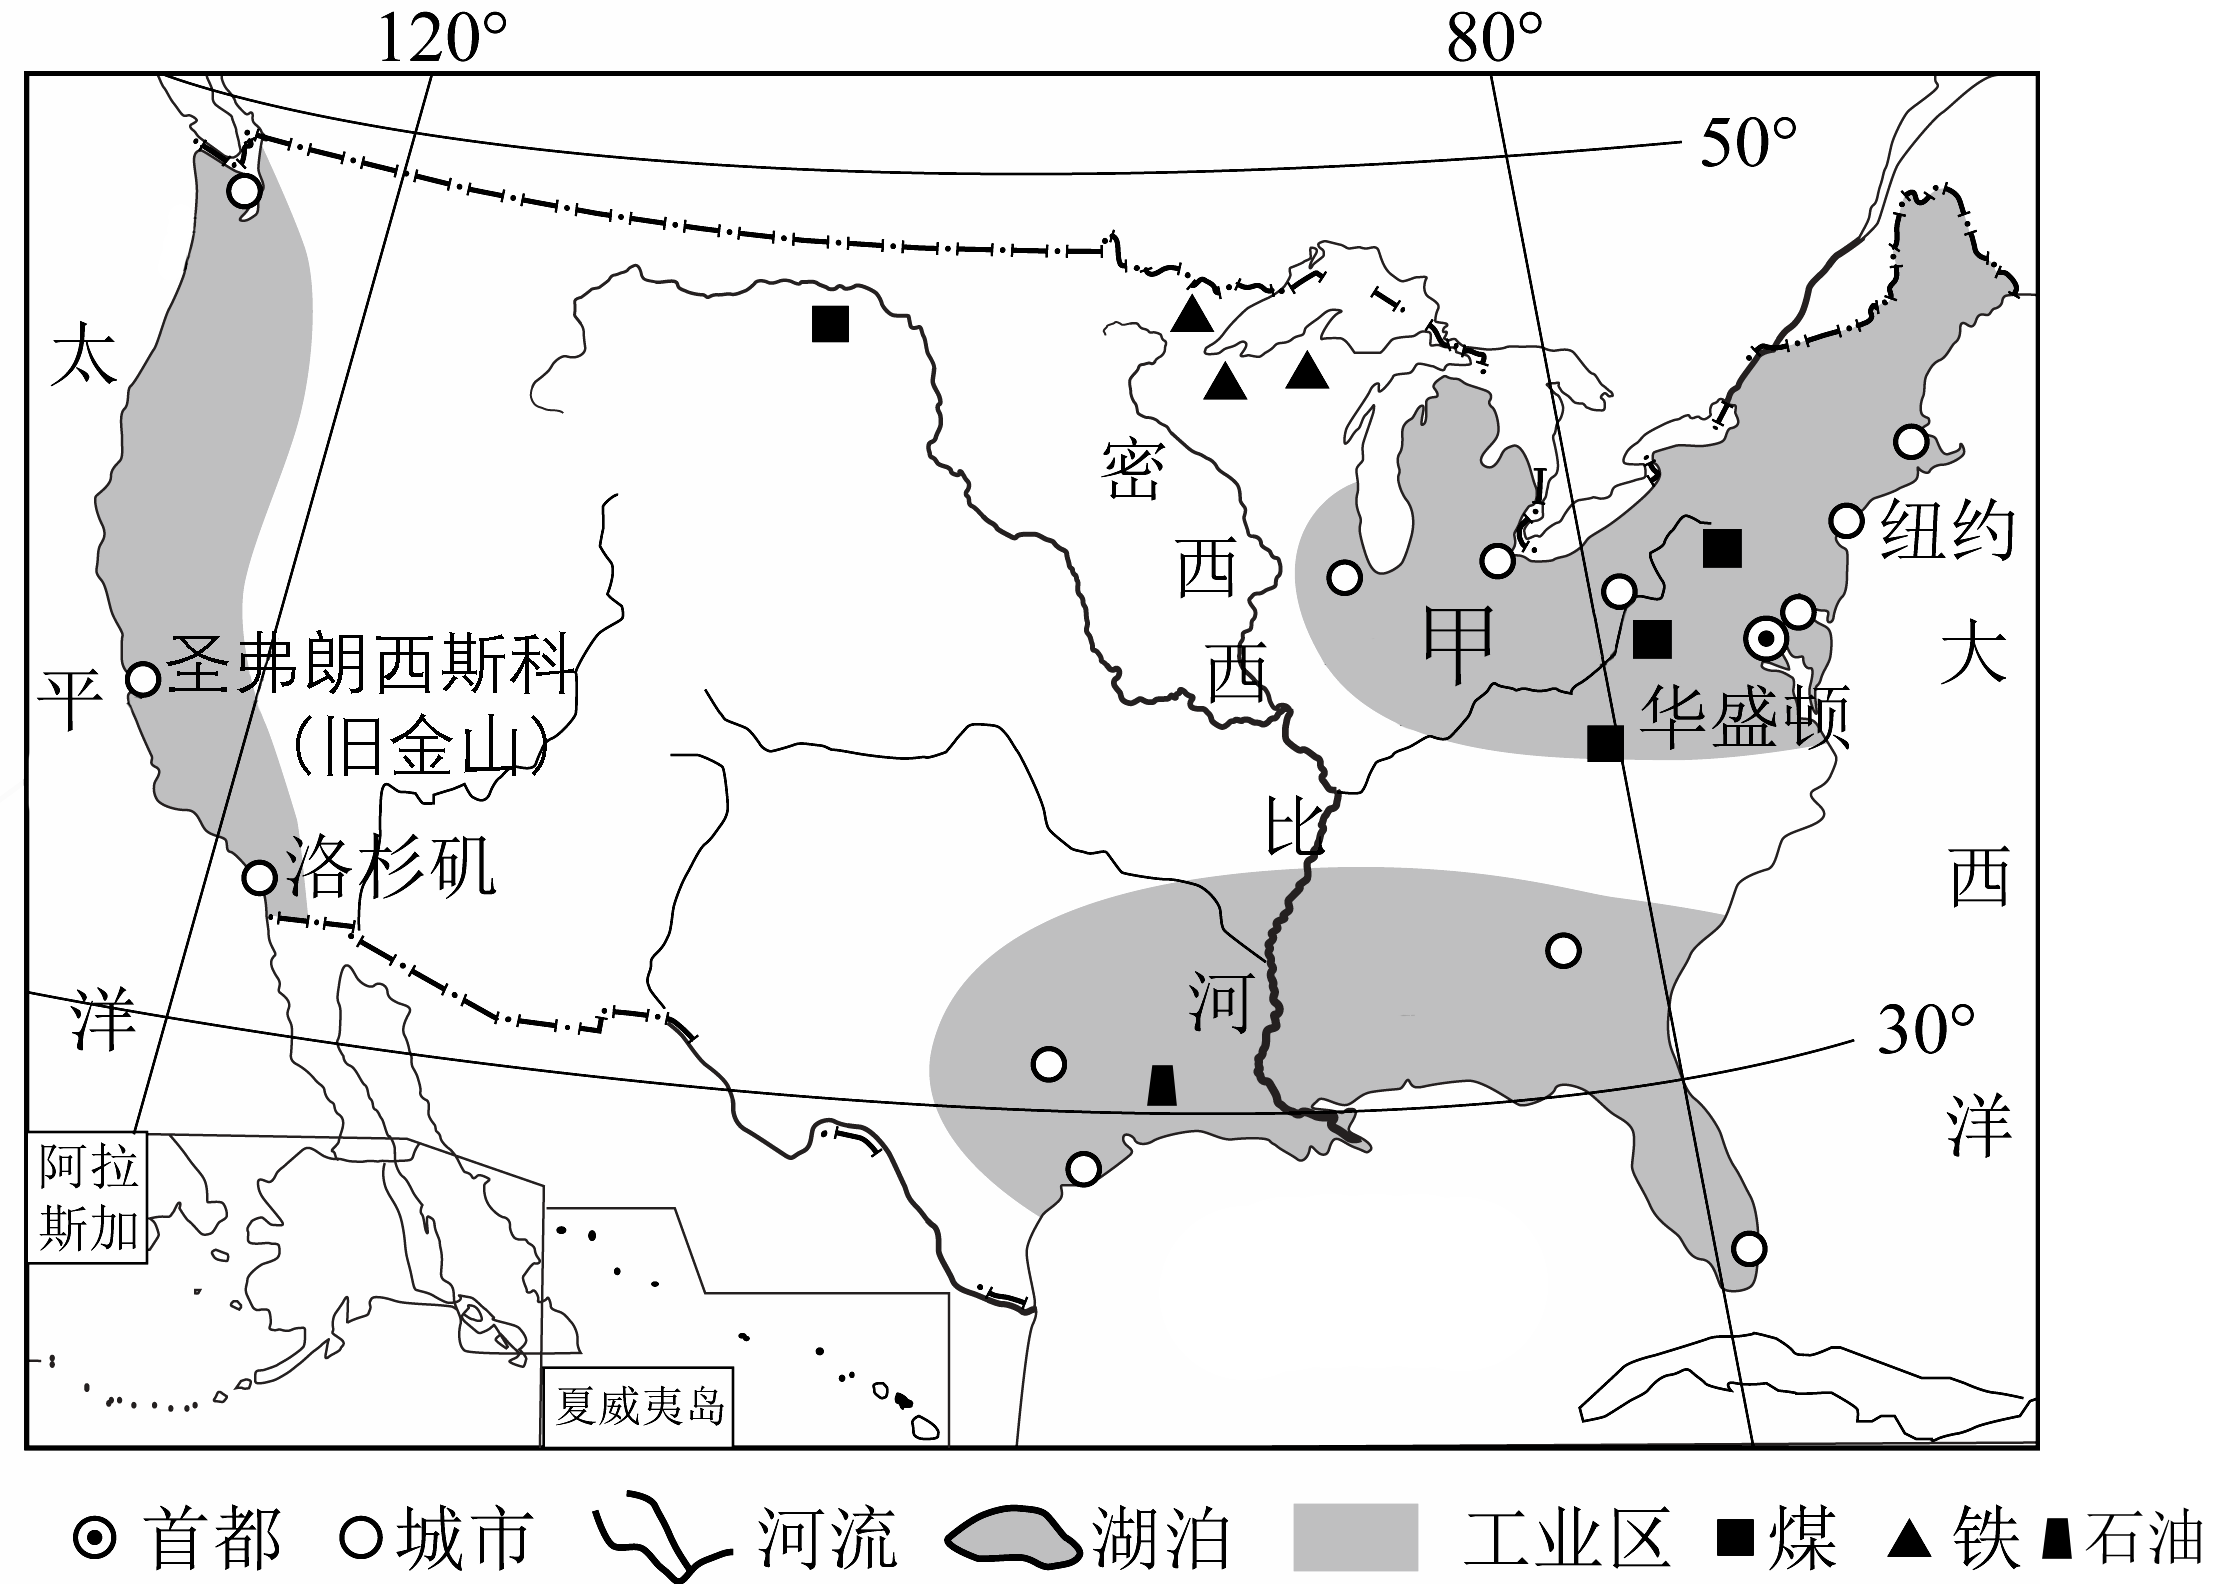 120°
80°
50°
太
平
洋
密
西
西
比
河
甲
纽约
华盛顿
大
西
洋
圣弗朗西斯科
(旧金山)
洛杉矶
30°
阿拉
斯加
夏威夷岛
首都 城市 河流 湖泊 工业区 煤 铁 石油